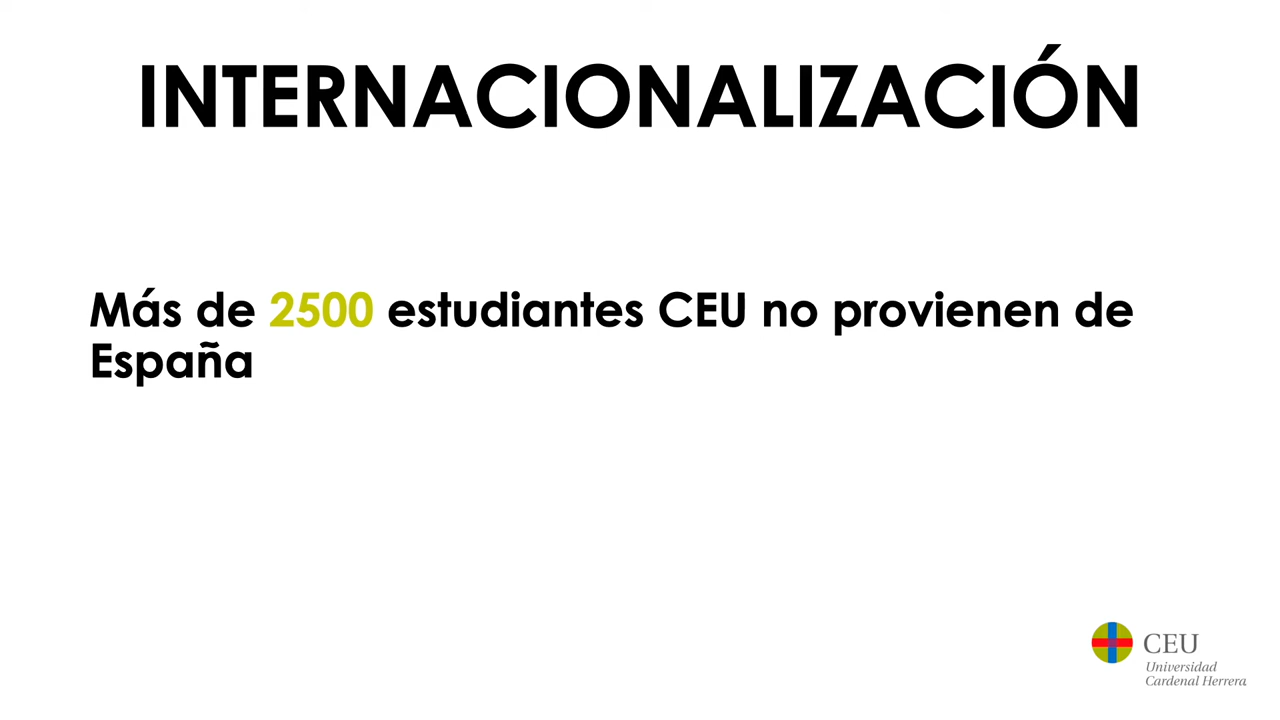 INTERNACIONALIZACIÓN
Más de 2500 estudiantes CEU no provienen de
España
CEU
Universidad
Cardenal Herrera